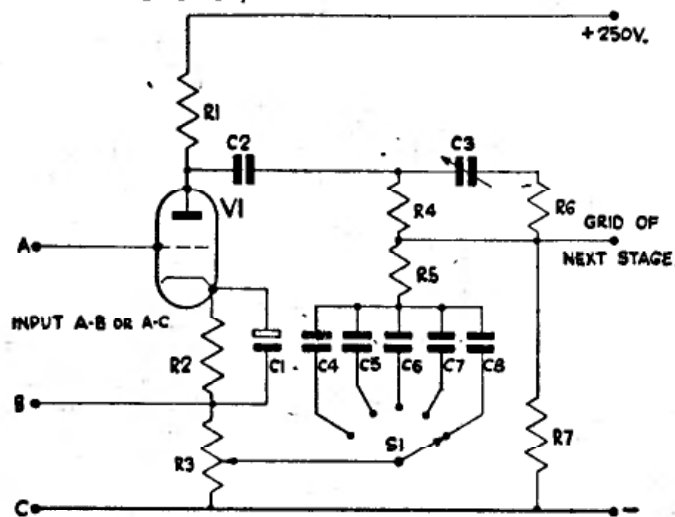 +250V.
R1
C2
C3
V1
R4
R6
GRID OF
NEXT STAGE
A
R5
INPUT A-B OR A-C
R2
C1
C4
C5
C6
C7
C8
B
S1
R3
R7
C
-